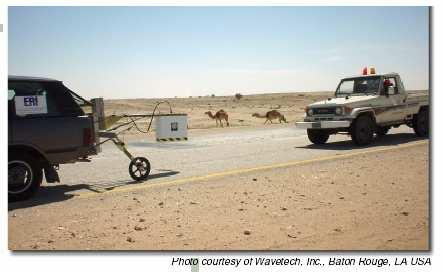 ERI
Photo courtesy of Wavetech, Inc., Baton Rouge, LA USA